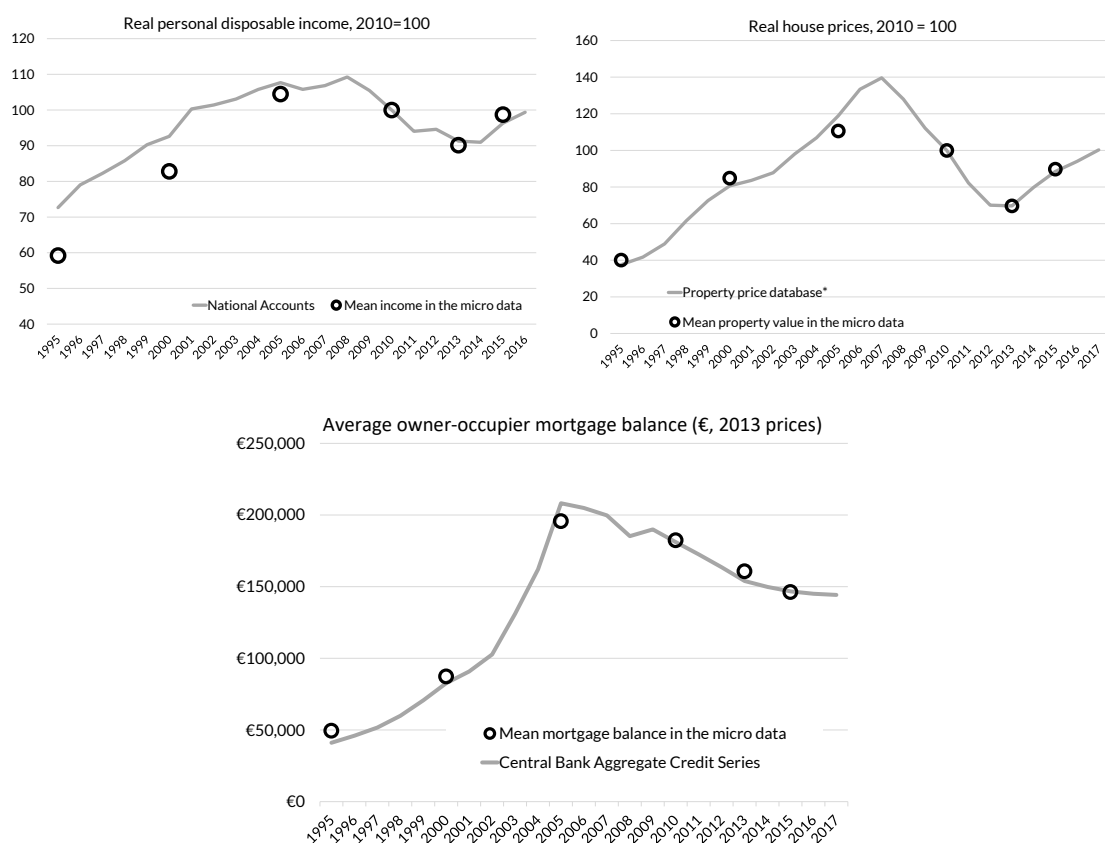 Real personal disposable income, 2010=100
120
110
100
90
80
70
60
50
40
National Accounts
Mean income in the micro data
1995 1996 1997 1998 1999 2000 2001 2002 2003 2004 2005 2006 2007 2008 2009 2010 2011 2012 2013 2014 2015 2016
Real house prices, 2010 = 100
160
140
120
100
80
60
40
20
0
Property price database*
Mean property value in the micro data
1995 1996 1997 1998 1999 2000 2001 2002 2003 2004 2005 2006 2007 2008 2009 2010 2011 2012 2013 2014 2015 2016 2017
Average owner-occupier mortgage balance (€, 2013 prices)
€250,000
€200,000
€150,000
€100,000
€50,000
€0
Mean mortgage balance in the micro data
Central Bank Aggregate Credit Series
1995 1996 1997 1998 1999 2000 2001 2002 2003 2004 2005 2006 2007 2008 2009 2010 2011 2012 2013 2014 2015 2016 2017